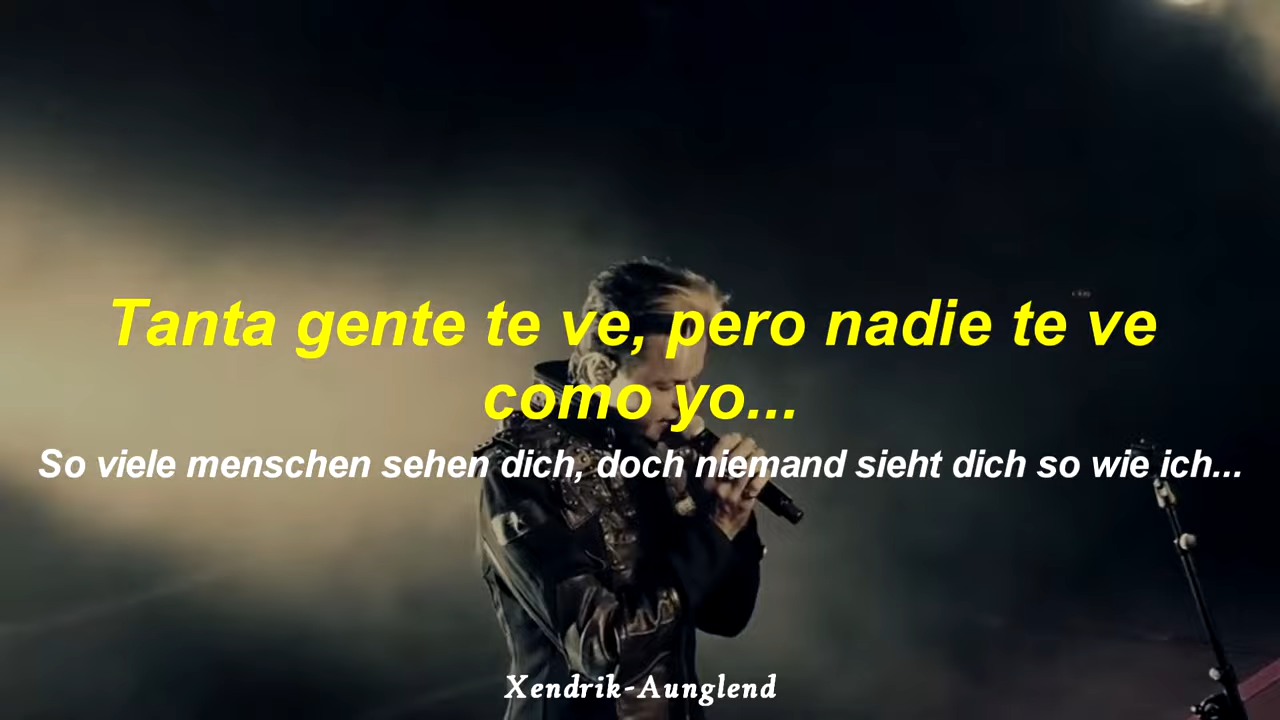 Tanta gente te ve, pero nadie te ve
como yo...
So viele menschen sehen dich, doch niemand sieht dich so wie ich...
Xendrik-Aunglend